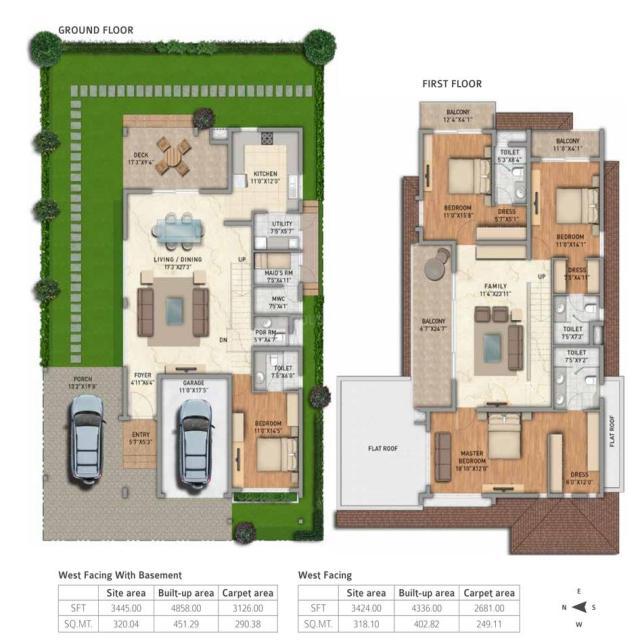 GROUND FLOOR
DECK
17'3"X9'4"
KITCHEN
11'0"X12'0"
UTILITY
7'5"X5'7"
LIVING / DINING
17'3"X27'3"
UP
MAID'S RM
7'5"X4'11"
MWC
7'5"X4'1"
PDR RM
5'9"X4'7"
DN
TOILET
7'5"X6'0"
FOYER
4'11"X6'4"
GARAGE
11'0"X17'5"
PORCH
13'2"X19'8"
BEDROOM
11'0"X14'5"
ENTRY
5'7"X5'3"
FIRST FLOOR
BALCONY
12'4"X4'1"
BALCONY
11'0"X4'1"
TOILET
5'3"X8'4"
BEDROOM
11'0"X15'8"
DRESS
5'7"X5'1"
BEDROOM
11'0"X14'1"
DRESS
7'5"X4'11"
UP
FAMILY
11'4"X23'11"
BALCONY
6'7"X24'7"
TOILET
7'5"X7'3"
TOILET
7'5"X9'2"
FLAT ROOF
FLAT ROOF
MASTER
BEDROOM
18'10"X12'0"
DRESS
8'0"X12'0"
West Facing With Basement
Site area Built-up area Carpet area
SFT 3445.00 4858.00 3126.00
SQ.MT. 320.04 451.29 290.38
West Facing
Site area Built-up area Carpet area
SFT 3424.00 4336.00 2681.00
SQ.MT. 318.10 402.82 249.11
E
N S
W